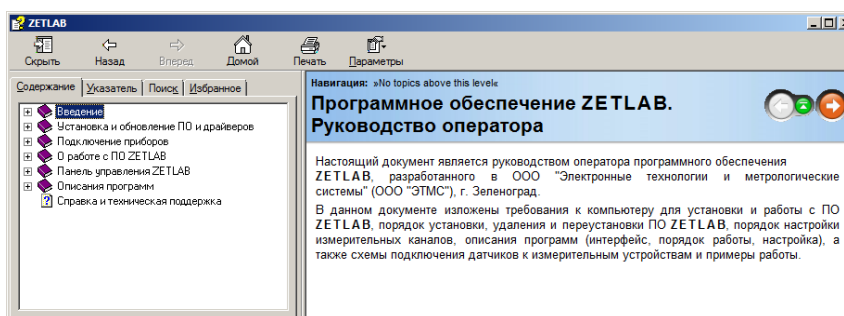 ZETLAB
Скрыть Назад Вперед Домой Печать Параметры
Содержание Указатель Поиск Избранное
Введение
Установка и обновление ПО и драйверов
Подключение приборов
О работе с ПО ZETLAB
Панель управления ZETLAB
Описания программ
Справка и техническая поддержка
Навигация: »No topics above this level«
Программное обеспечение ZETLAB.
Руководство оператора
Настоящий документ является руководством оператора программного обеспечения
ZETLAB, разработанного в ООО "Электронные технологии и метрологические
системы" (ООО "ЭТМС"), г. Зеленоград.
В данном документе изложены требования к компьютеру для установки и работы с ПО
ZETLAB, порядок установки, удаления и переустановки ПО ZETLAB, порядок настройки
измерительных каналов, описания программ (интерфейс, порядок работы, настройка), а
также схемы подключения датчиков к измерительным устройствам и примеры работы.